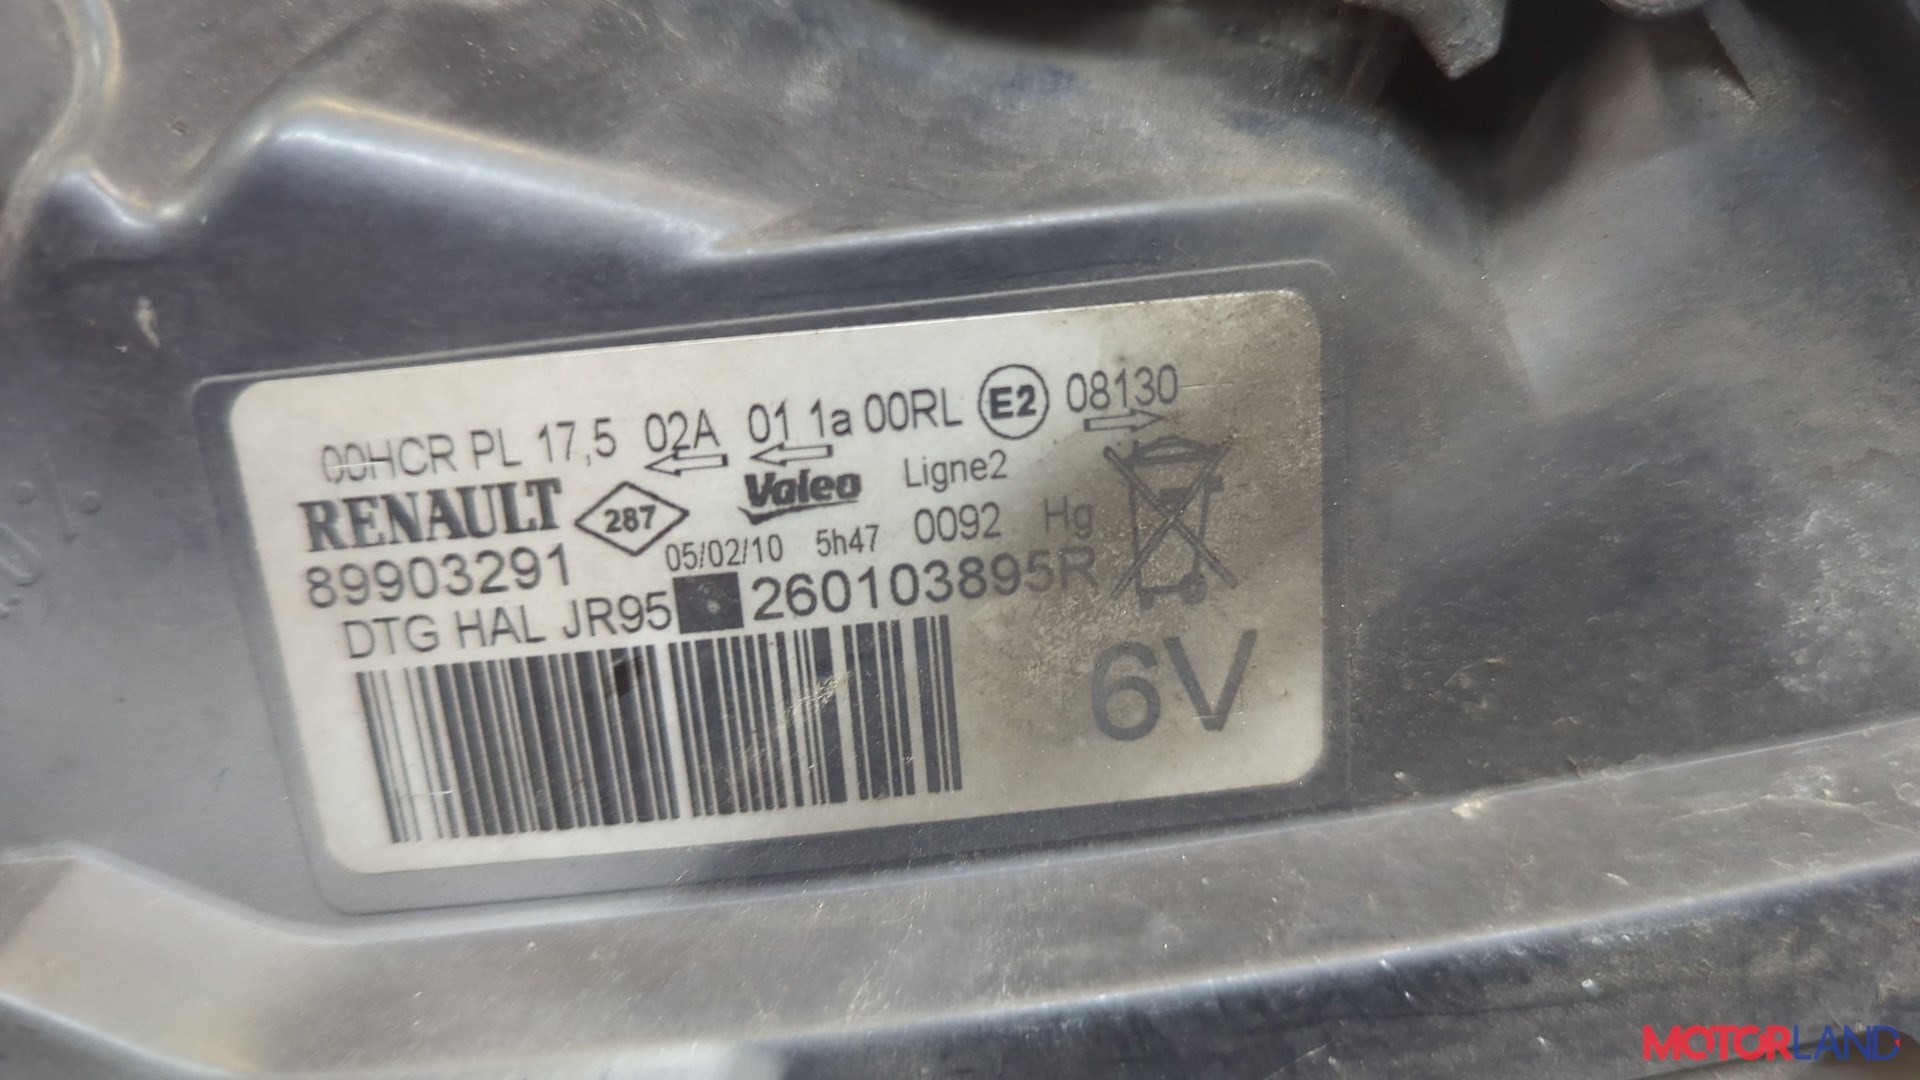 00HCR PL 17,5 02A 01 1a 00RL E2 08130
RENAULT 287 Valeo Ligne2
89903291 05/02/10 5h47 0092 Hg
DTG HAL JR95 260103895R
6V
MOTORLAND